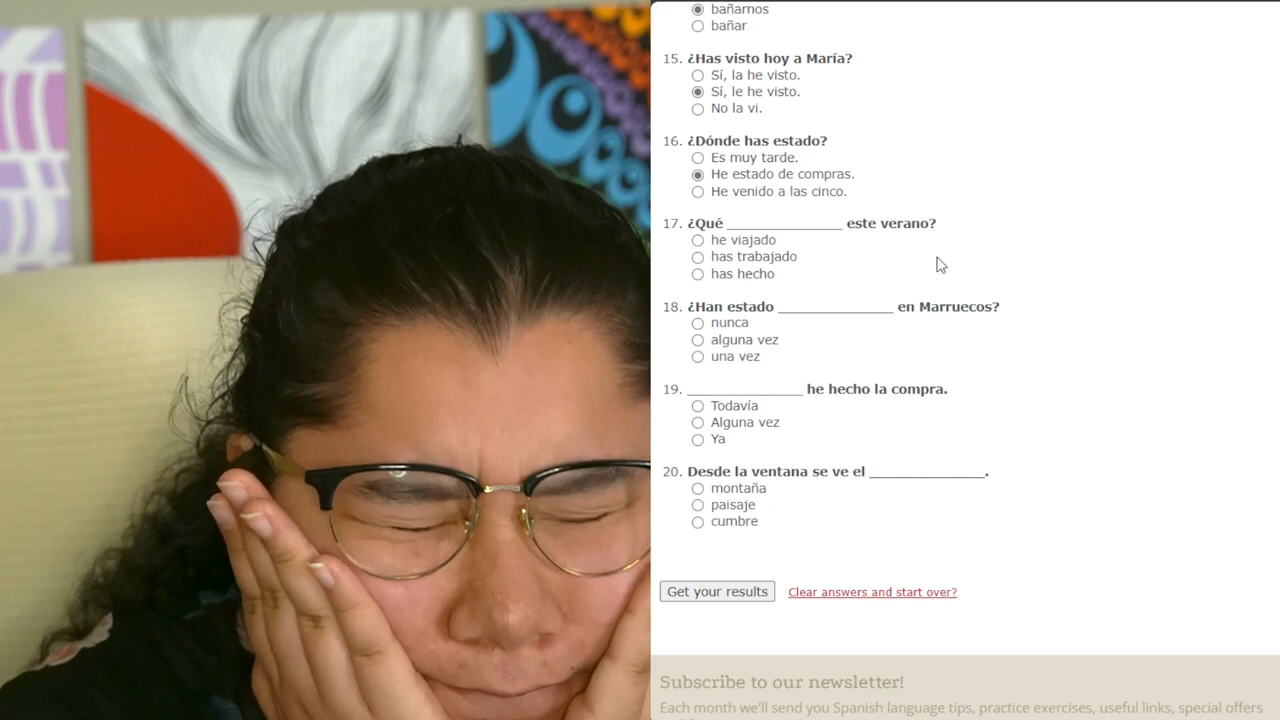 bañarnos
bañar
15. ¿Has visto hoy a María?
Sí, la he visto.
Sí, le he visto.
No la vi.
16. ¿Dónde has estado?
Es muy tarde.
He estado de compras.
He venido a las cinco.
17. ¿Qué _______________ este verano?
he viajado
has trabajado
has hecho
18. ¿Han estado _______________ en Marruecos?
nunca
alguna vez
una vez
19. _______________ he hecho la compra.
Todavía
Alguna vez
Ya
20. Desde la ventana se ve el _______________.
montaña
paisaje
cumbre
Get your results Clear answers and start over?
Subscribe to our newsletter!
Each month we'll send you Spanish language tips, practice exercises, useful links, special offers